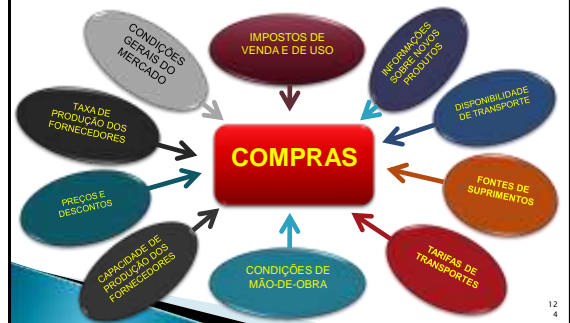 CONDIÇÕES
GERAIS DO
MERCADO
IMPOSTOS DE
VENDA E DE USO
INFORMAÇÕES
SOBRE NOVOS
PRODUTOS
TAXA DE
PRODUÇÃO DOS
FORNECEDORES
DISPONIBILIDADE
DE TRANSPORTE
COMPRAS
PREÇOS E
DESCONTOS
FONTES DE
SUPRIMENTOS
CAPACIDADE DE
PRODUÇÃO DOS
FORNECEDORES
CONDIÇÕES DE
MÃO-DE-OBRA
TARIFAS DE
TRANSPORTES
12
4